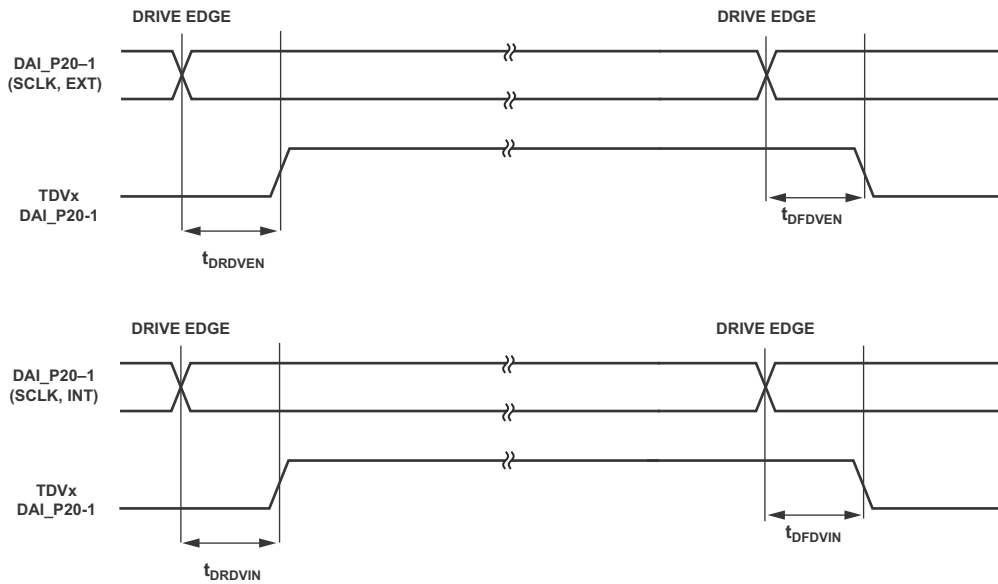 DRIVE EDGE
DRIVE EDGE
DAI_P20–1
(SCLK, EXT)
TDVx
DAI_P20-1
tDFDVEN
tDRDVEN
DRIVE EDGE
DRIVE EDGE
DAI_P20–1
(SCLK, INT)
TDVx
DAI_P20-1
tDFDVIN
tDRDVIN